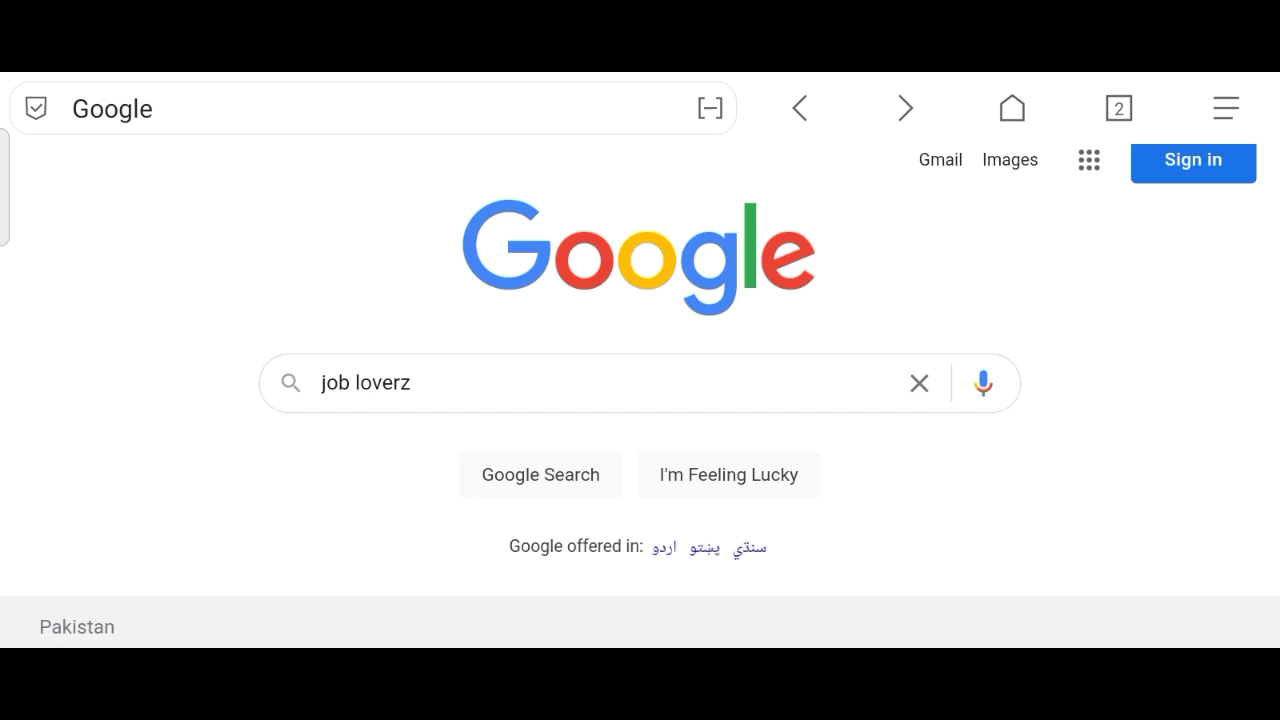 Google
2
Gmail Images Sign in
Google
job loverz
Google Search I'm Feeling Lucky
Google offered in: اردو پښتو سنڌي
Pakistan